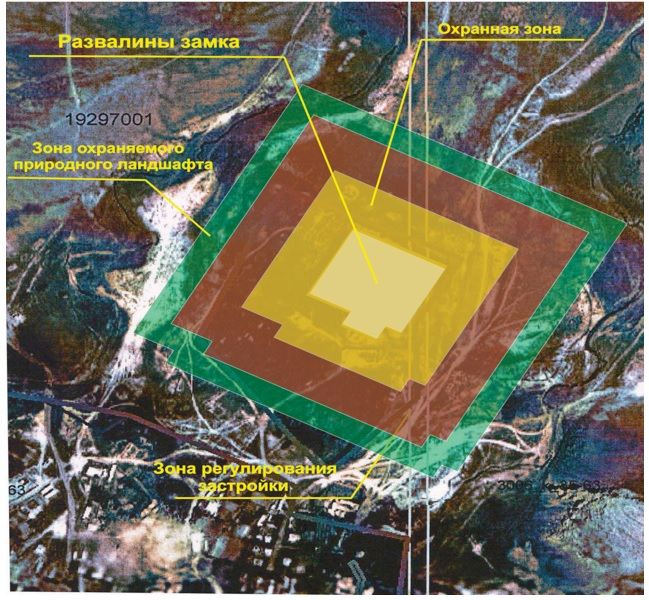 Охранная зона
Развалины замка
19297001
Зона охраняемого
природного ландшафта
Зона регулирования
застройки
63